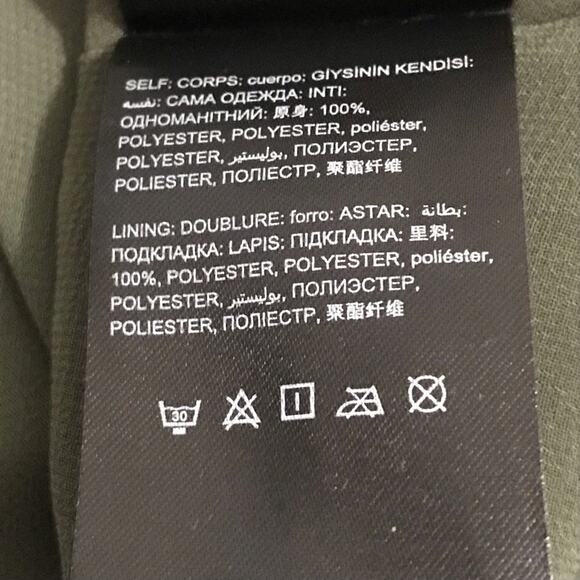 SELF: CORPS: cuerpo: GİYSİNİN KENDİSİ:
نفسه: САМА ОДЕЖДА: INTI:
ОДНОМАНІТНИЙ: 原身: 100%,
POLYESTER, POLYESTER, poliéster,
POLYESTER, بوليستير, ПОЛИЭСТЕР,
POLIESTER, ПОЛІЕСТР, 聚酯纤维
LINING: DOUBLURE: forro: ASTAR: بطانة:
ПОДКЛАДКА: LAPIS: ПІДКЛАДКА: 里料:
100%, POLYESTER, POLYESTER, poliéster,
POLYESTER, بوليستير, ПОЛИЭСТЕР,
POLIESTER, ПОЛІЕСТР, 聚酯纤维
30